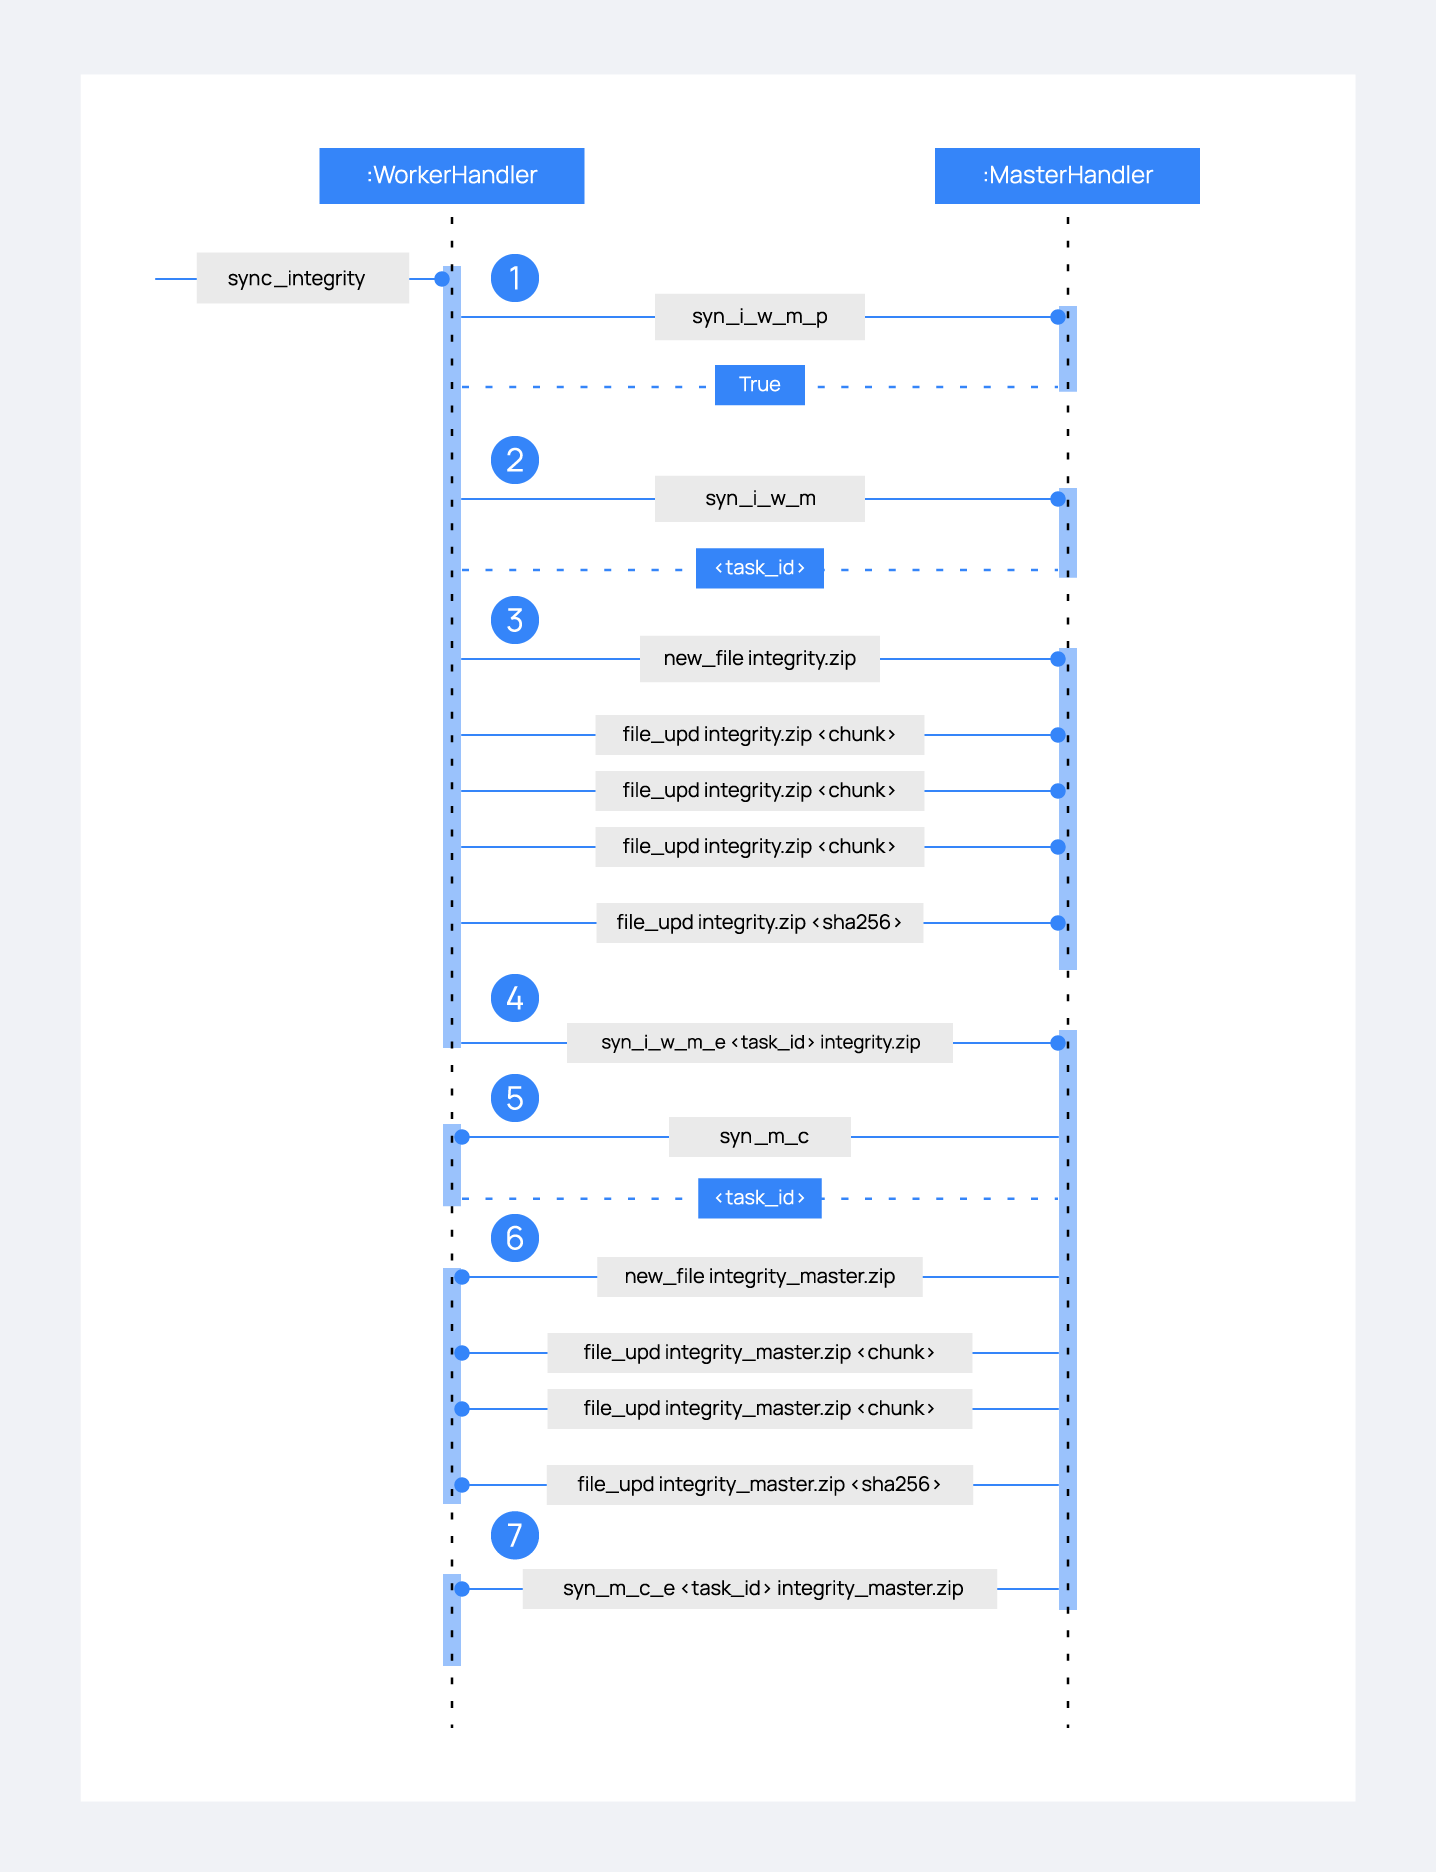 :WorkerHandler
:MasterHandler
sync_integrity
1
syn_i_w_m_p
True
2
syn_i_w_m
<task_id>
3
new_file integrity.zip
file_upd integrity.zip <chunk>
file_upd integrity.zip <chunk>
file_upd integrity.zip <chunk>
file_upd integrity.zip <sha256>
4
syn_i_w_m_e <task_id> integrity.zip
5
syn_m_c
<task_id>
6
new_file integrity_master.zip
file_upd integrity_master.zip <chunk>
file_upd integrity_master.zip <chunk>
file_upd integrity_master.zip <sha256>
7
syn_m_c_e <task_id> integrity_master.zip